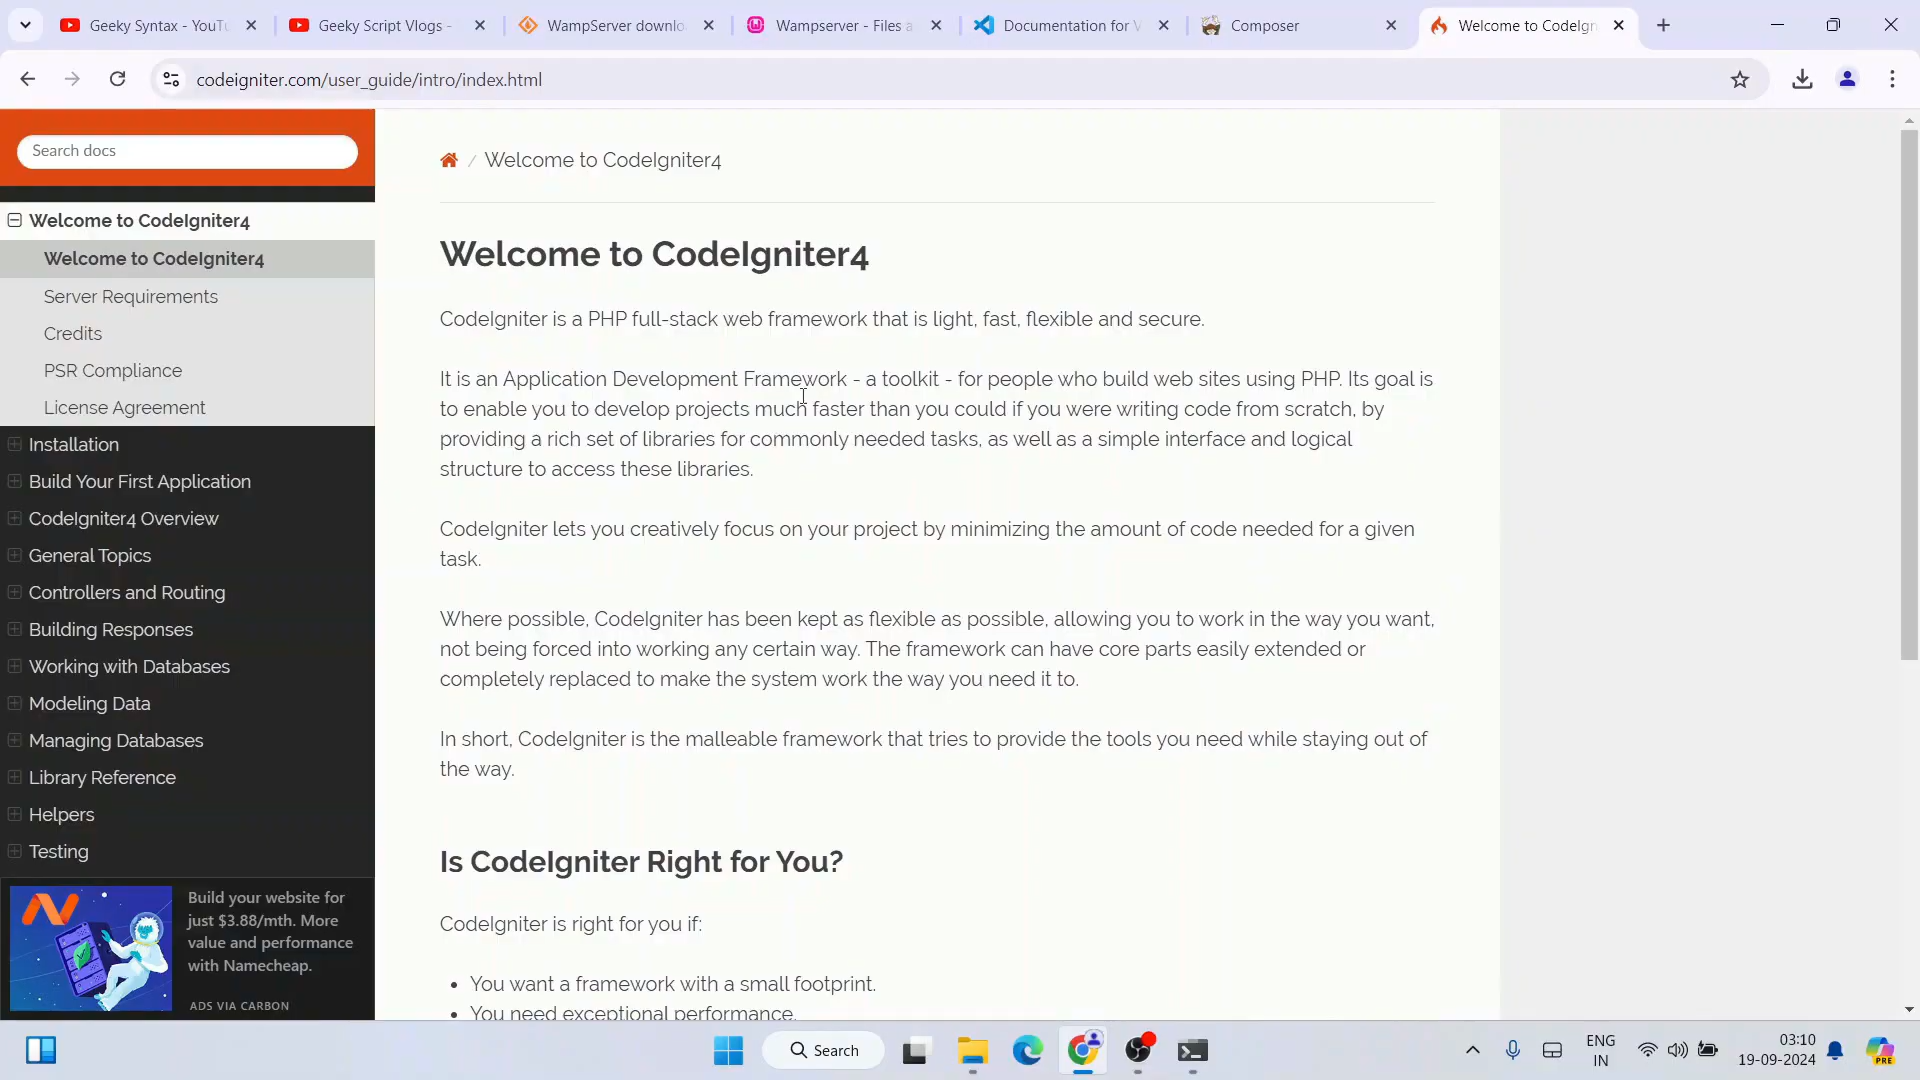 Geeky Syntax - YouTu
Geeky Script Vlogs -
WampServer downlo
Wampserver - Files a
Documentation for V
Composer
Welcome to CodeIgn
codeigniter.com/user_guide/intro/index.html
Search docs
Welcome to CodeIgniter4
Welcome to CodeIgniter4
Server Requirements
Credits
PSR Compliance
License Agreement
Installation
Build Your First Application
CodeIgniter4 Overview
General Topics
Controllers and Routing
Building Responses
Working with Databases
Modeling Data
Managing Databases
Library Reference
Helpers
Testing
Build your website for
just $3.88/mth. More
value and performance
with Namecheap.
ADS VIA CARBON
/ Welcome to CodeIgniter4
Welcome to CodeIgniter4
CodeIgniter is a PHP full-stack web framework that is light, fast, flexible and secure.
It is an Application Development Framework - a toolkit - for people who build web sites using PHP. Its goal is
to enable you to develop projects much faster than you could if you were writing code from scratch, by
providing a rich set of libraries for commonly needed tasks, as well as a simple interface and logical
structure to access these libraries.
CodeIgniter lets you creatively focus on your project by minimizing the amount of code needed for a given
task.
Where possible, CodeIgniter has been kept as flexible as possible, allowing you to work in the way you want,
not being forced into working any certain way. The framework can have core parts easily extended or
completely replaced to make the system work the way you need it to.
In short, CodeIgniter is the malleable framework that tries to provide the tools you need while staying out of
the way.
Is CodeIgniter Right for You?
CodeIgniter is right for you if:
• You want a framework with a small footprint.
• You need exceptional performance.
Search
ENG
IN
03:10
19-09-2024
PRE